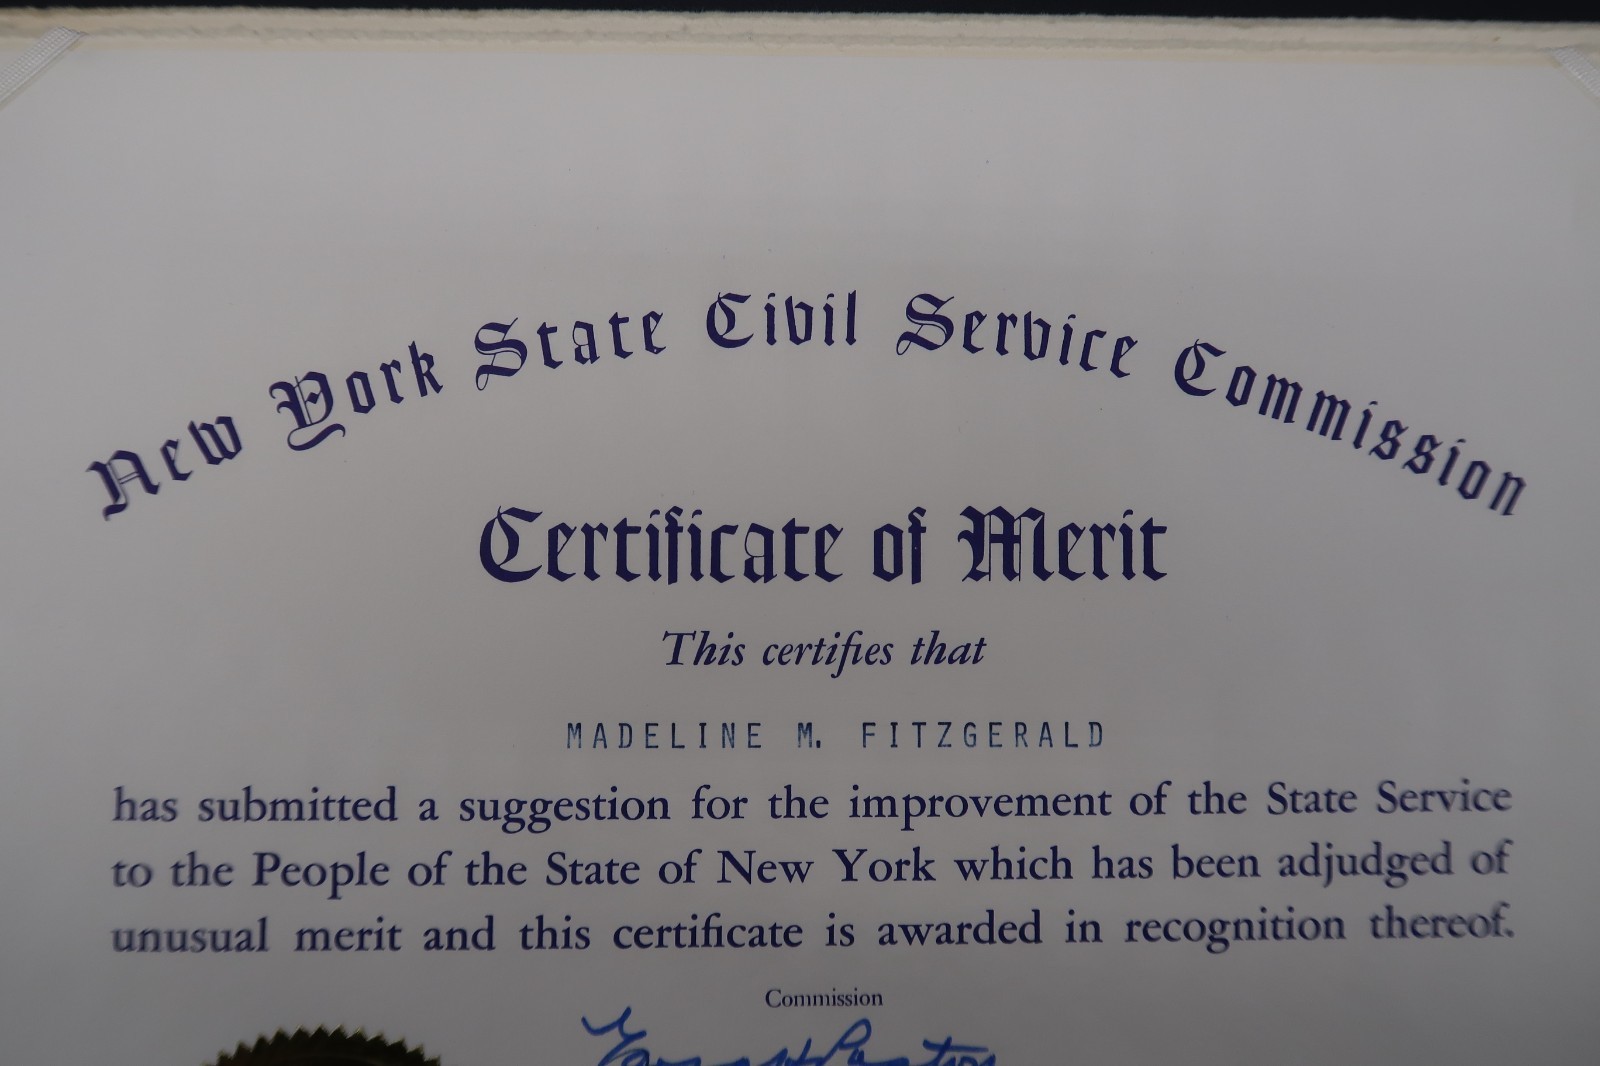 New York State Civil Service Commission
Certificate of Merit
This certifies that
MADELINE M. FITZGERALD
has submitted a suggestion for the improvement of the State Service
to the People of the State of New York which has been adjudged of
unusual merit and this certificate is awarded in recognition thereof.
Commission